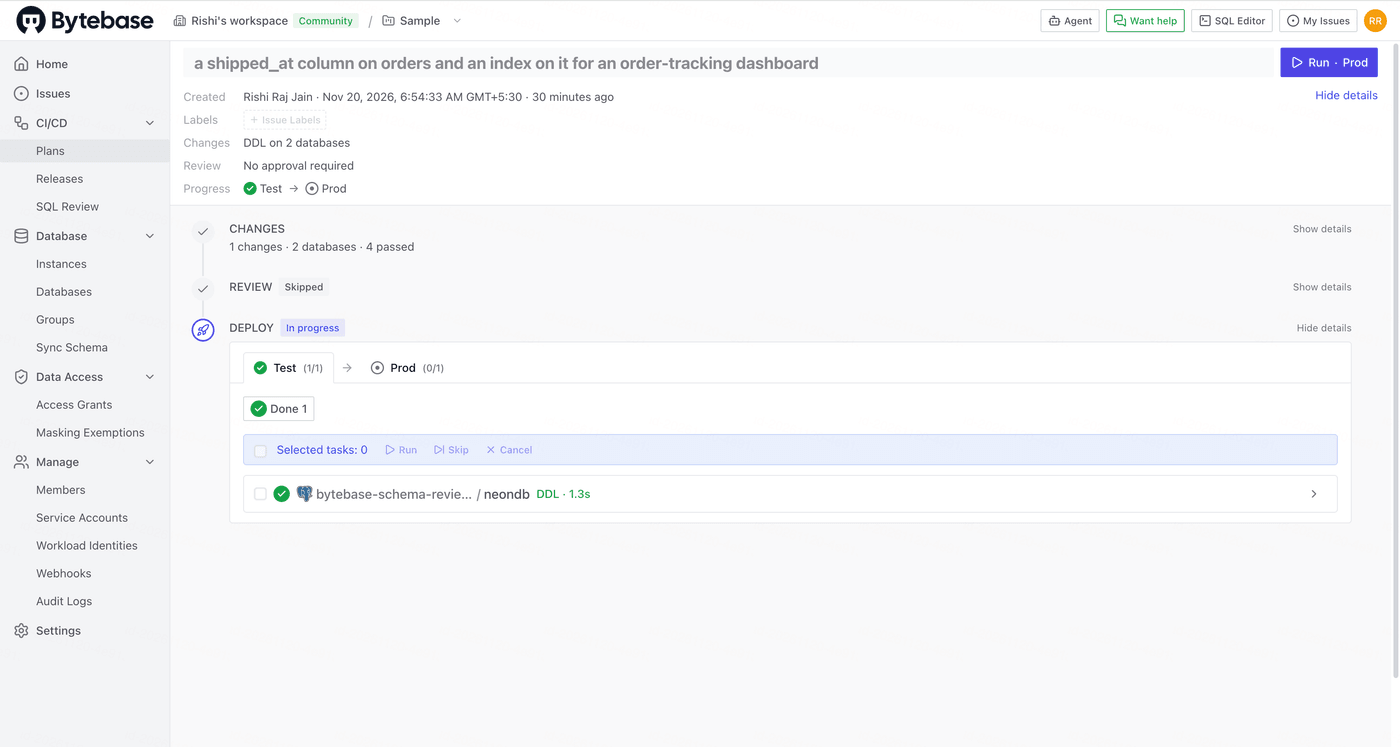 Bytebase
Rishi's workspace Community / Sample
Agent
Want help
SQL Editor
My Issues
RR
Home
Issues
CI/CD
Plans
Releases
SQL Review
Database
Instances
Databases
Groups
Sync Schema
Data Access
Access Grants
Masking Exemptions
Manage
Members
Service Accounts
Workload Identities
Webhooks
Audit Logs
Settings
a shipped_at column on orders and an index on it for an order-tracking dashboard
Run · Prod
Created Rishi Raj Jain · Nov 20, 2026, 6:54:33 AM GMT+5:30 · 30 minutes ago
Hide details
Labels + Issue Labels
Changes DDL on 2 databases
Review No approval required
Progress Test → Prod
CHANGES
Show details
1 changes · 2 databases · 4 passed
REVIEW Skipped
Show details
DEPLOY In progress
Hide details
Test (1/1) → Prod (0/1)
Done 1
Selected tasks: 0 Run Skip Cancel
bytebase-schema-revie... / neondb DDL · 1.3s